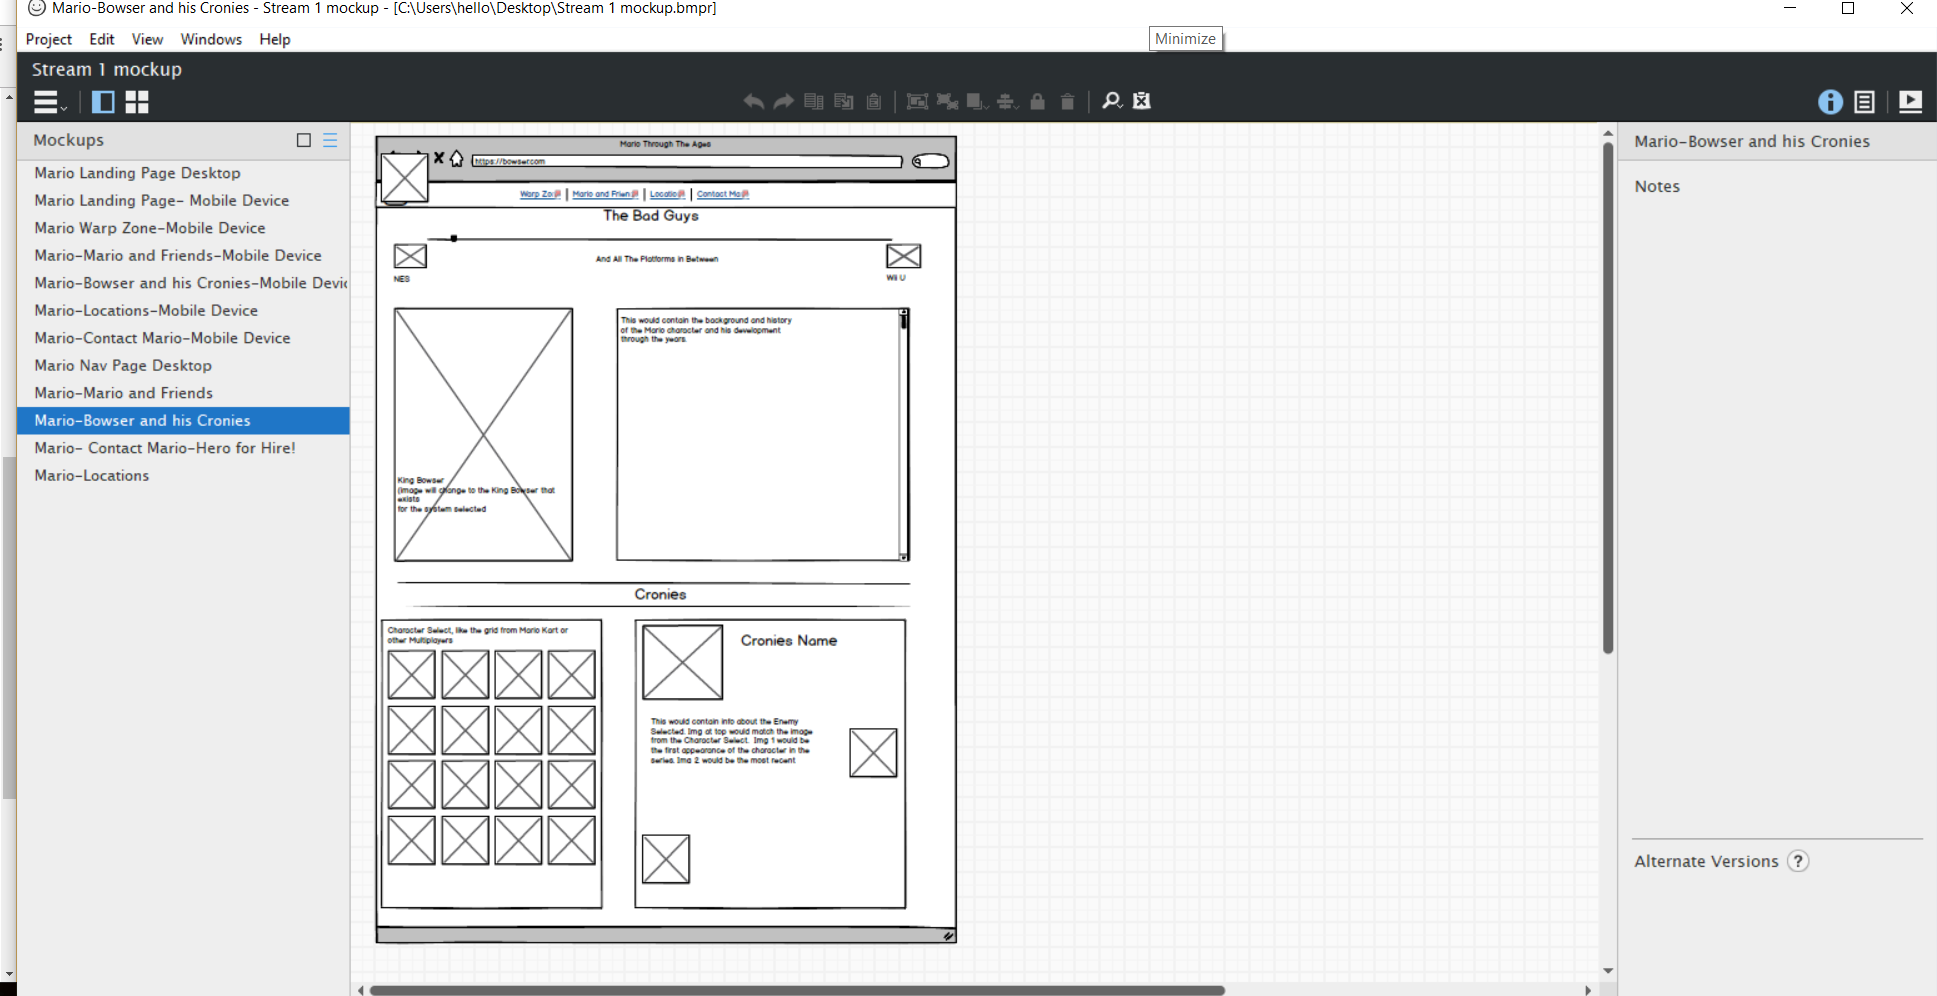 Mario-Bowser and his Cronies - Stream 1 mockup - [C:\Users\hello\Desktop\Stream 1 mockup.bmpr]
Project Edit View Windows Help
Minimize
Stream 1 mockup
Mockups
Mario Landing Page Desktop
Mario Landing Page- Mobile Device
Mario Warp Zone-Mobile Device
Mario-Mario and Friends-Mobile Device
Mario-Bowser and his Cronies-Mobile Devic
Mario-Locations-Mobile Device
Mario-Contact Mario-Mobile Device
Mario Nav Page Desktop
Mario-Mario and Friends
Mario-Bowser and his Cronies
Mario- Contact Mario-Hero for Hire!
Mario-Locations
Mario Through The Ages
https://bowser.com
Warp Zo | Mario and Frien | Locatio | Contact Ma
The Bad Guys
And All The Platforms in Between
NES
Wii U
This would contain the background and history
of the Mario character and his development
through the years.
King Bowser
(image will change to the King Bowser that
exists
for the system selected
Cronies
Character Select, like the grid from Mario Kart or
other Multiplayers
Cronies Name
This would contain info about the Enemy
Selected. Img at top would match the image
from the Character Select. Img 1 would be
the first appearance of the character in the
series. Img 2 would be the most recent
Mario-Bowser and his Cronies
Notes
Alternate Versions ?